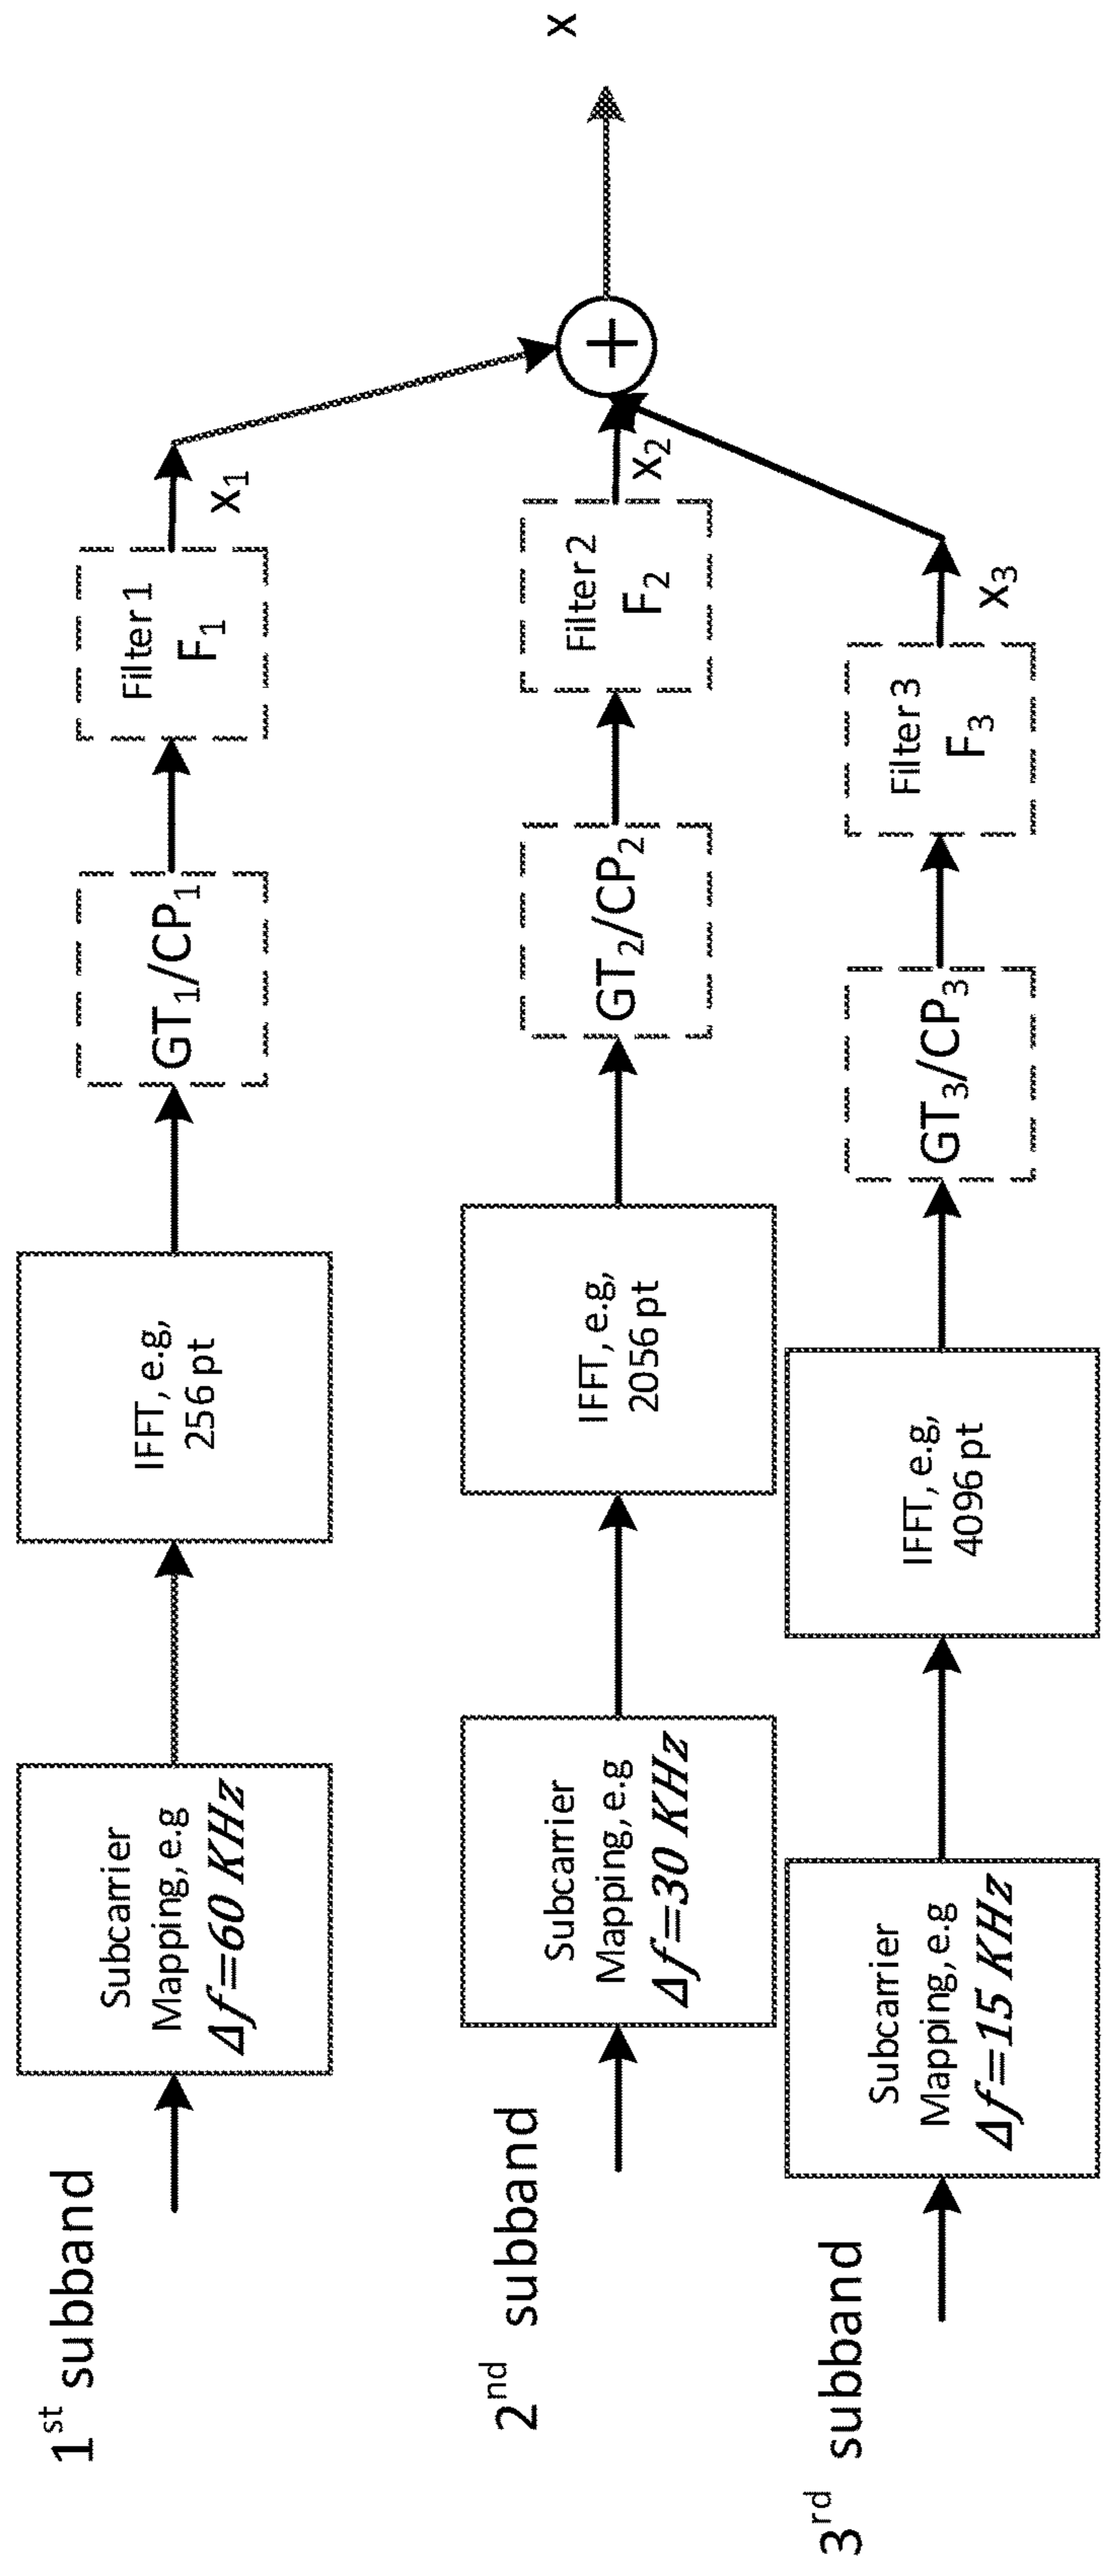 1st subband
Subcarrier
Mapping, e.g
Δf=60 KHz
IFFT, e.g,
256 pt
GT1/CP1
Filter 1
F1
x1
2nd subband
Subcarrier
Mapping, e.g
Δf=30 KHz
IFFT, e.g,
2056 pt
GT2/CP2
Filter 2
F2
x2
3rd subband
Subcarrier
Mapping, e.g
Δf=15 KHz
IFFT, e.g,
4096 pt
GT3/CP3
Filter 3
F3
x3
+
x